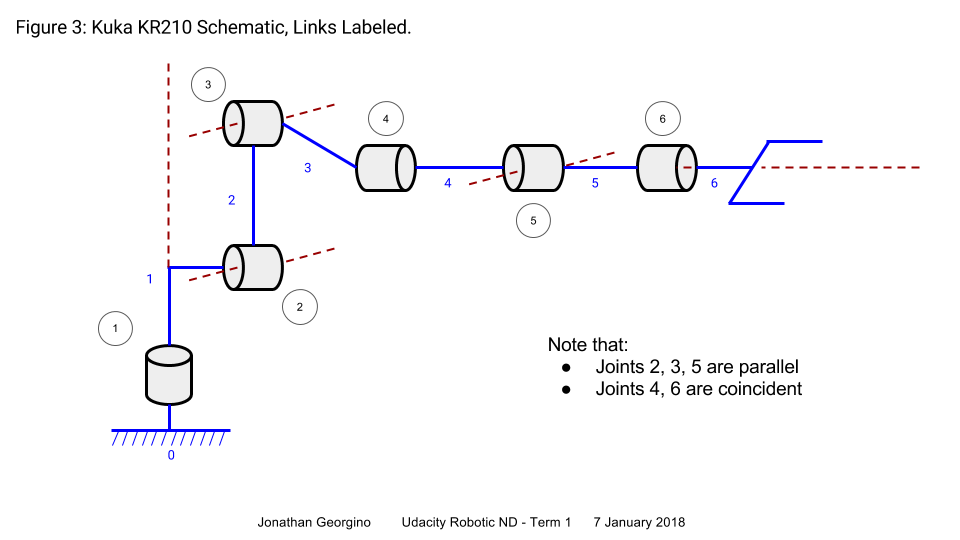 Figure 3: Kuka KR210 Schematic, Links Labeled.
3
4
6
3
4
5
6
2
5
1
2
1
Note that:
● Joints 2, 3, 5 are parallel
● Joints 4, 6 are coincident
0
Jonathan Georgino Udacity Robotic ND - Term 1 7 January 2018